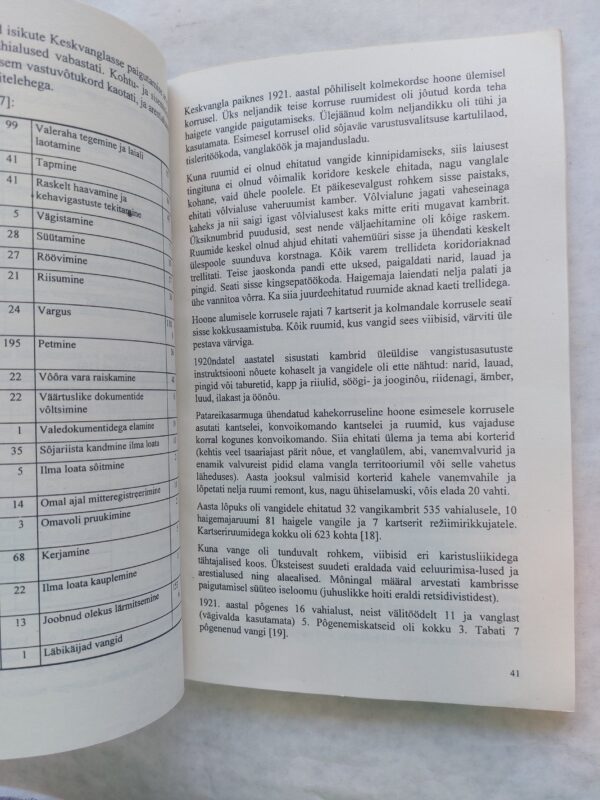 isikute Keskvanglasse paigutamise
vahialused vabastati. Kohtu- ja
isem vastuvõtukord kaotati, ja
itelehega.
7]:
99 Valeraha tegemine ja laiali
laotamine
41 Tapmine
41 Raskelt haavamine ja
kehavigastuste tekitamine
5 Vägistamine
28 Süütamine
27 Röövimine
21 Riisumine
24 Vargus
195 Petmine
22 Võõra vara raiskamine
22 Väärtuslike dokumentide
võltsimine
1 Valedokumentidega elamine
35 Sõjariista kandmine ilma loata
5 Ilma loata sõitmine
14 Omal ajal mitteregistreerimine
3 Omavoli pruukimine
68 Kerjamine
22 Ilma loata kauplemine
13 Joobnud olekus lärmitsemine
1 Läbikäijad vangid
Keskvangla paiknes 1921. aastal põhiliselt kolmekordse hoone ülemisel
korrusel. Üks neljandik teise korruse ruumidest oli jõutud korda teha
haigete vangide paigutamiseks. Ülejäänud kolm neljandikku oli tühi ja
kasutamata. Esimesel korrusel olid sõjaväe varustusvalitsuse kartulilaod,
tisleritöökoda, vanglaköök ja majandusladu.
Kuna ruumid ei olnud ehitatud vangide kinnipidamiseks, siis laiusest
tingituna ei olnud võimalik koridore keskele ehitada, nagu vanglale
kohane, vaid ühele poolele. Et päikesevalgust rohkem sisse paistaks,
ehitati võlvialuse vaheruumist kamber. Võlvialune jagati vaheseinaga
kaheks ja nii saigi igast võlvialusest kaks mitte eriti mugavat kambrit.
Üksiknumbrid puudusid, sest nende väljachitamine oli kõige raskem.
Ruumide keskel olnud ahjud ehitati vahemüüri sisse ja ühendati keskelt
ülespoole suunduva korstnaga. Kõik varem trellideta koridoriaknad
trellitati. Teise jaoskonda pandi ette uksed, paigaldati narid, lauad ja
pingid. Seati sisse kingsepatöökoda. Haigemaja laiendati nelja palati ja
ühe vannitoa võrra. Ka siia juurdeehitatud ruumide aknad kaeti trellidega.
Hoone alumisele korrusele rajati 7 kartserit ja kolmandale korrusele seati
sisse kokkusaamistuba. Kõik ruumid, kus vangid sees viibisid, värviti üle
pestava värviga.
1920ndatel aastatel sisustati kambrid üleüldise vangistusasutuste
instruktsiooni nõuete kohaselt ja vangidele oli ette nähtud: narid, lauad,
pingid või taburetid, kapp ja riiulid, söögi- ja jooginõu, riidenagi, ämber,
luud, ilakast ja öönõu.
Patareikasarmuga ühendatud kahekorruseline hoone esimesele korrusele
asutati kantselei, konvoikomando kantselei ja ruumid, kus vajaduse
korral kogunes konvoikomando. Siia ehitati ülema ja tema abi korterid
(kehtis veel tsaariajast pärit nõue, et vanglaülem, abi, vanemvalvurid ja
enamik valvureist pidid elama vangla territooriumil või selle vahetus
läheduses). Aasta jooksul valmisid korterid kahele vanemvahile ja
lõpetati nelja ruumi remont, kus, nagu ühiselamuski, võis elada 20 vahti.
Aasta lõpuks oli vangidele ehitatud 32 vangikambrit 535 vahialusele, 10
haigemajaruumi 81 haigele vangile ja 7 kartserit režiimirikkujatele.
Kartseriruumidega kokku oli 623 kohta [18].
Kuna vange oli tunduvalt rohkem, viibisid eri karistusliikidega
tähtajalised koos. Üksteisest suudeti eraldada vaid eeluurimisa-lused ja
arestialused ning alaealised. Mõningal määral arvestati kambrisse
paigutamisel süüteo iseloomu (juhuslikke hoiti eraldi retsidivistidest).
1921. aastal põgenes 16 vahialust, neist välitöödelt 11 ja vanglast
(vägivalda kasutamata) 5. Põgenemiskatseid oli kokku 3. Tabati 7
põgenenud vangi [19].
41